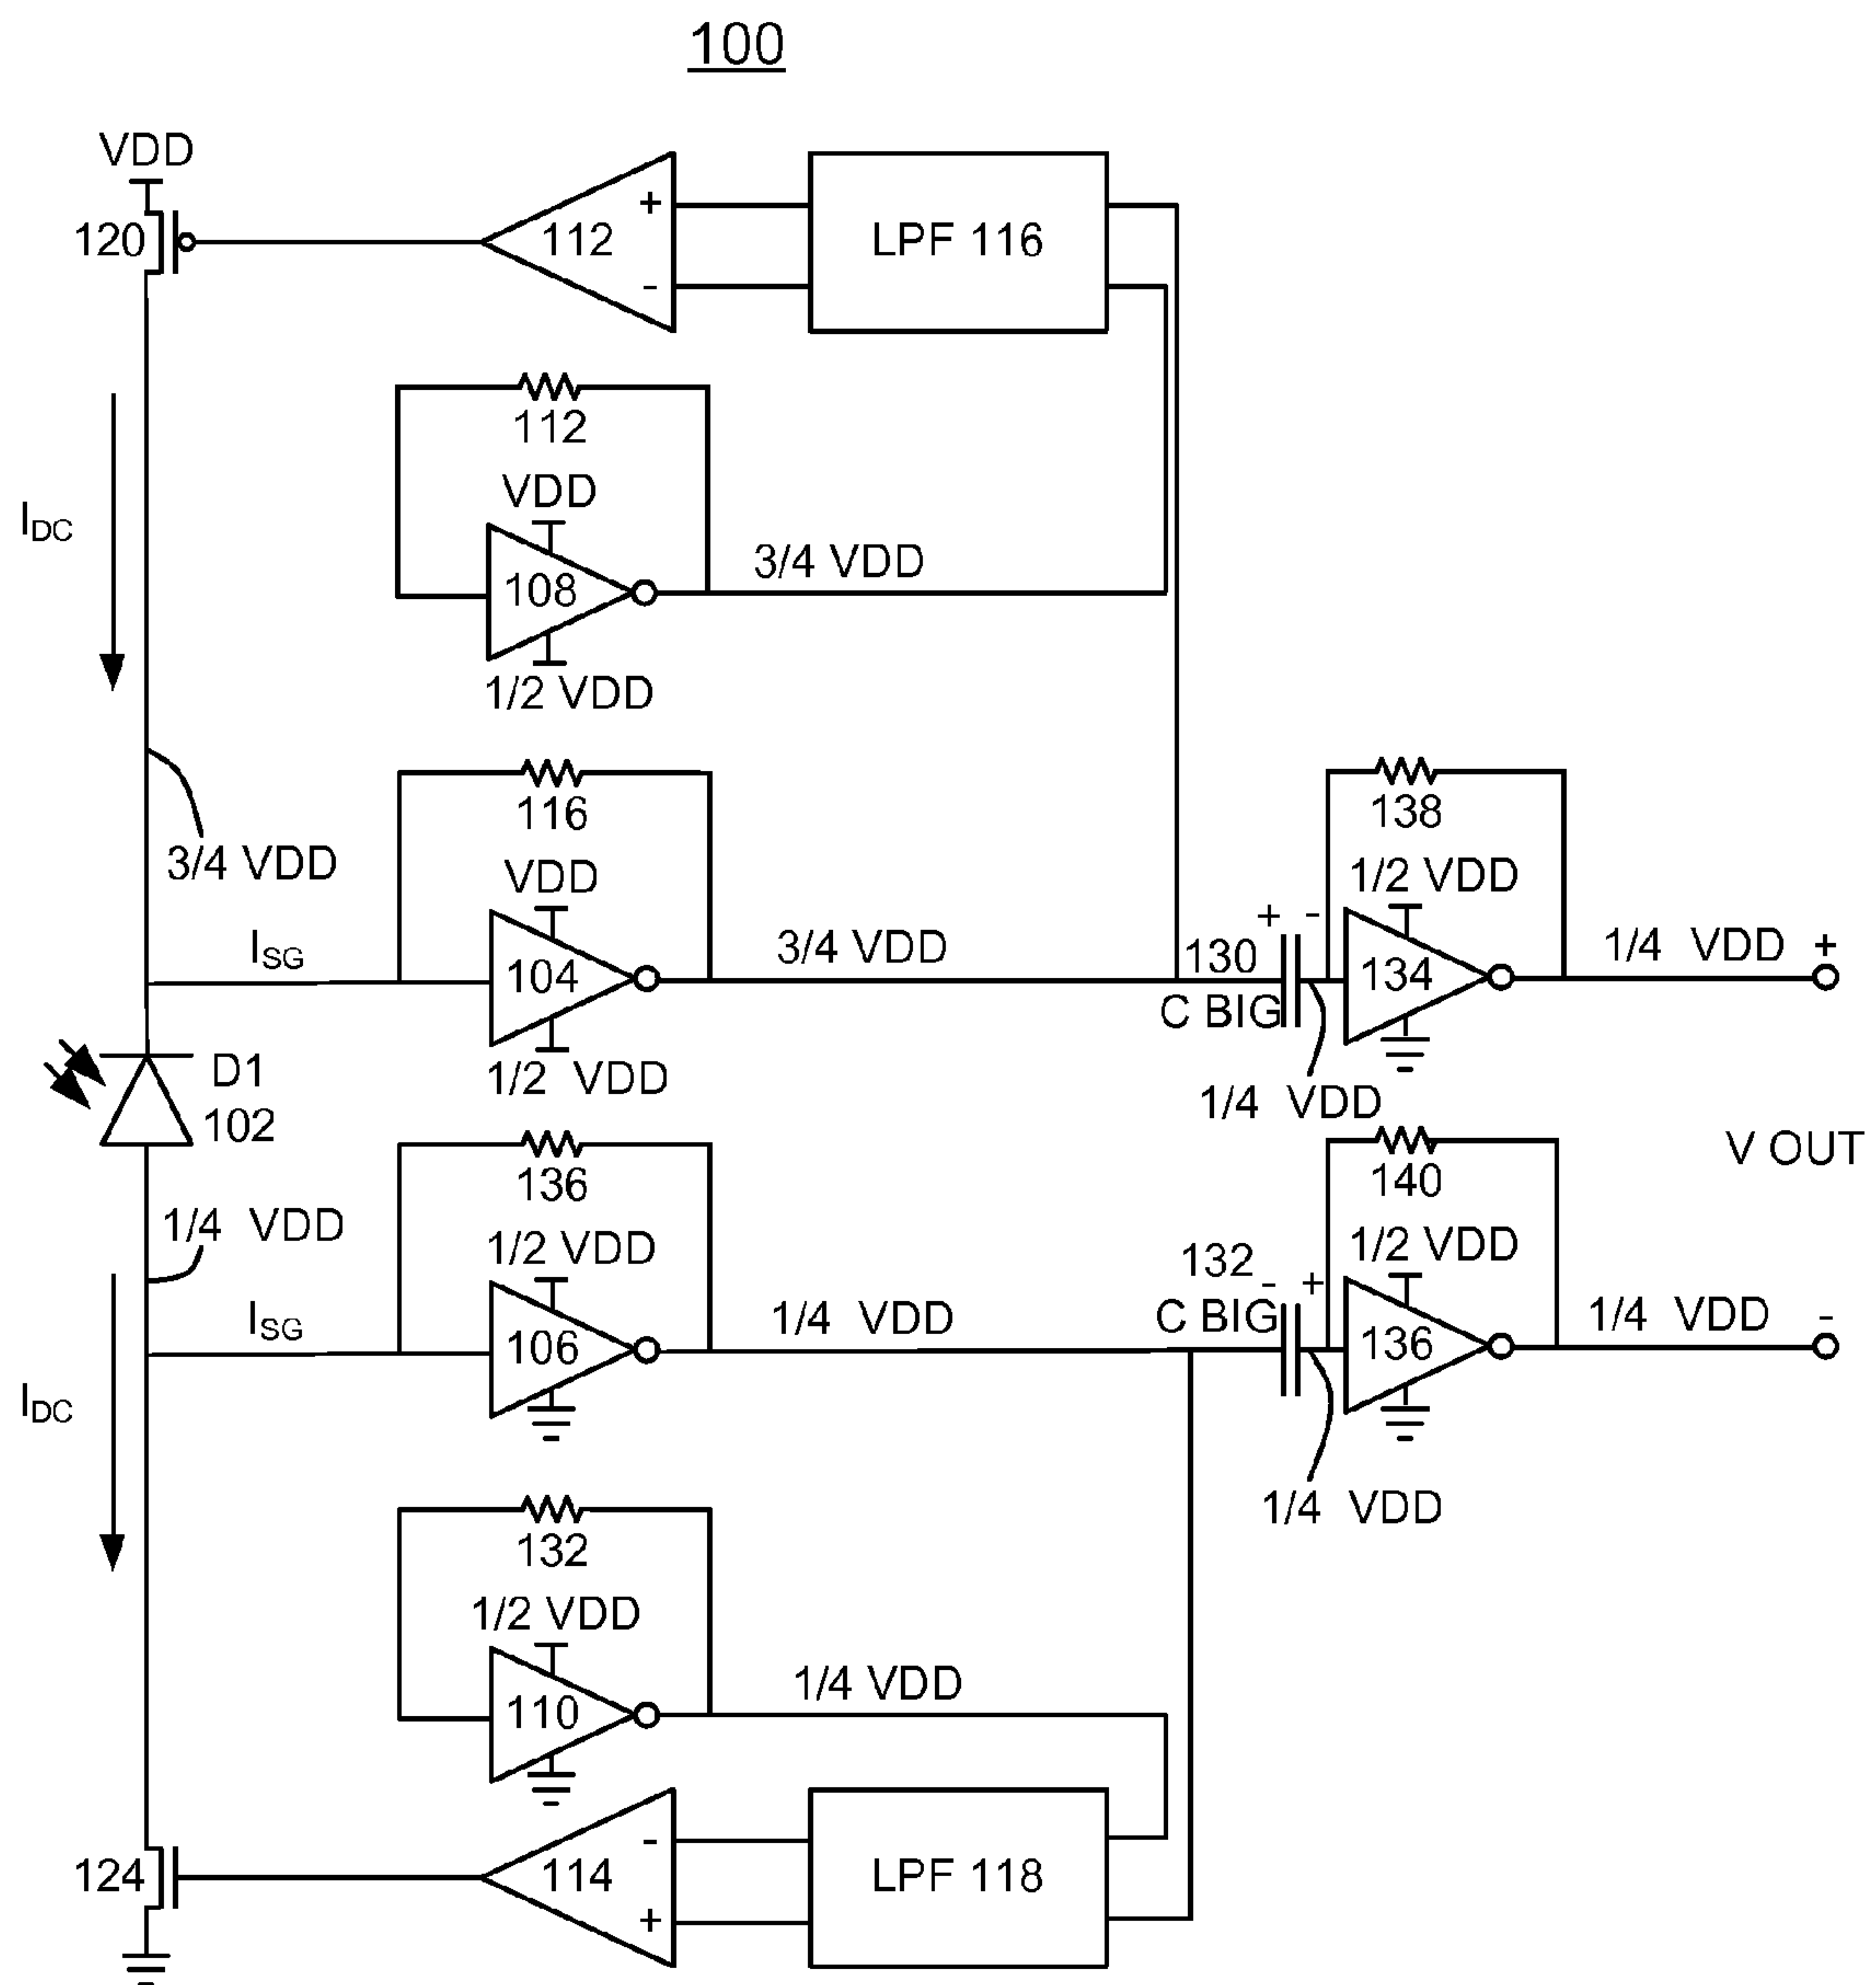 100
VDD
120
+
112
-
LPF 116
112
VDD
108
3/4 VDD
1/2 VDD
IDC
3/4 VDD
116
VDD
ISG
104
3/4 VDD
1/2 VDD
130
C BIG
+ -
138
1/2 VDD
134
1/4 VDD
+
1/4 VDD
D1
102
V OUT
1/4 VDD
136
1/2 VDD
ISG
106
1/4 VDD
132
C BIG
- +
140
1/2 VDD
136
1/4 VDD
-
1/4 VDD
IDC
132
1/2 VDD
110
1/4 VDD
124
-
114
+
LPF 118